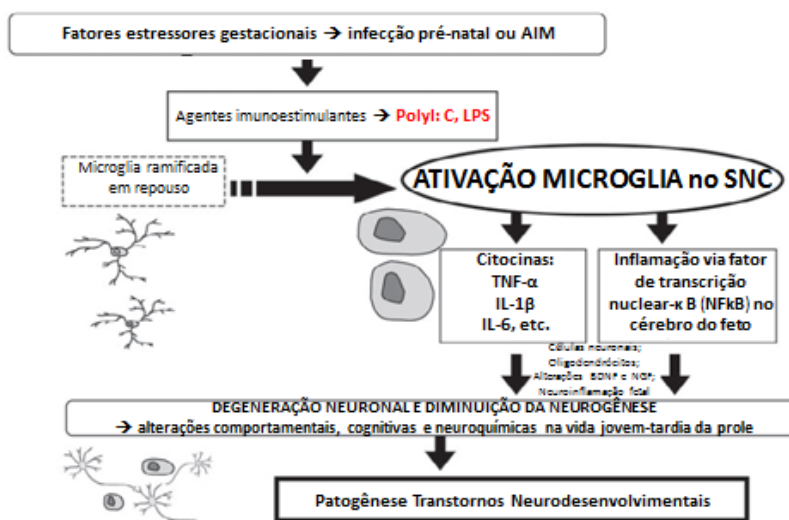 Fatores estressores gestacionais → infecção pré-natal ou AIM
Agentes imunoestimulantes → PolyI: C, LPS
Microglia ramificada
em repouso
ATIVAÇÃO MICROGLIA no SNC
Citocinas:
TNF-α
IL-1β
IL-6, etc.
Inflamação via fator
de transcrição
nuclear-κ B (NFkB) no
cérebro do feto
Células neuronais;
Oligodendrócitos;
Alterações BDNF e NGF;
Neuroinflamação fetal
DEGENERAÇÃO NEURONAL E DIMINUIÇÃO DA NEUROGÊNESE
→ alterações comportamentais, cognitivas e neuroquímicas na vida jovem-tardia da prole
Patogênese Transtornos Neurodesenvolvimentais